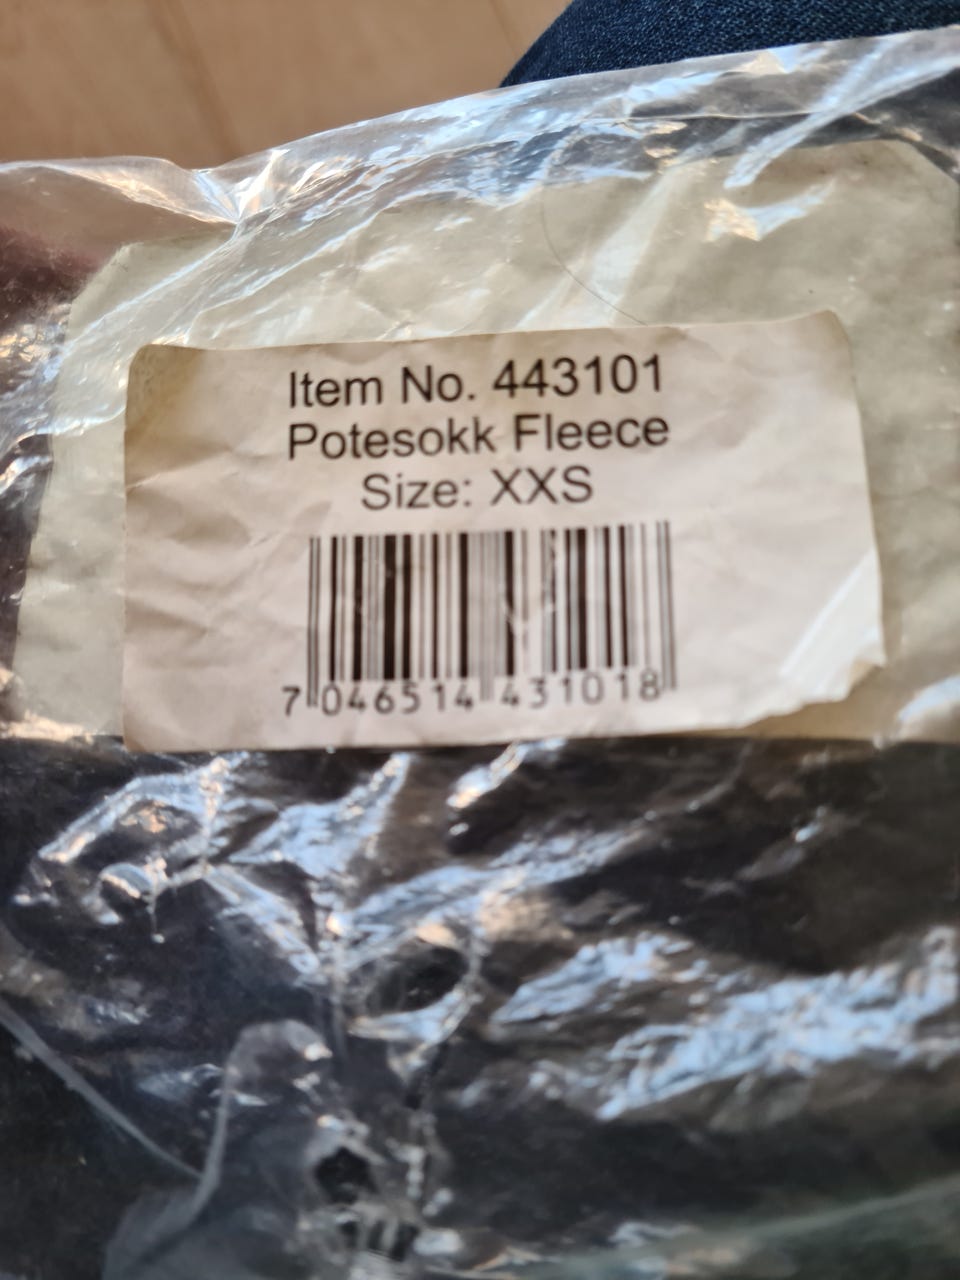 Item No. 443101
Potesokk Fleece
Size: XXS
7 046514 431018